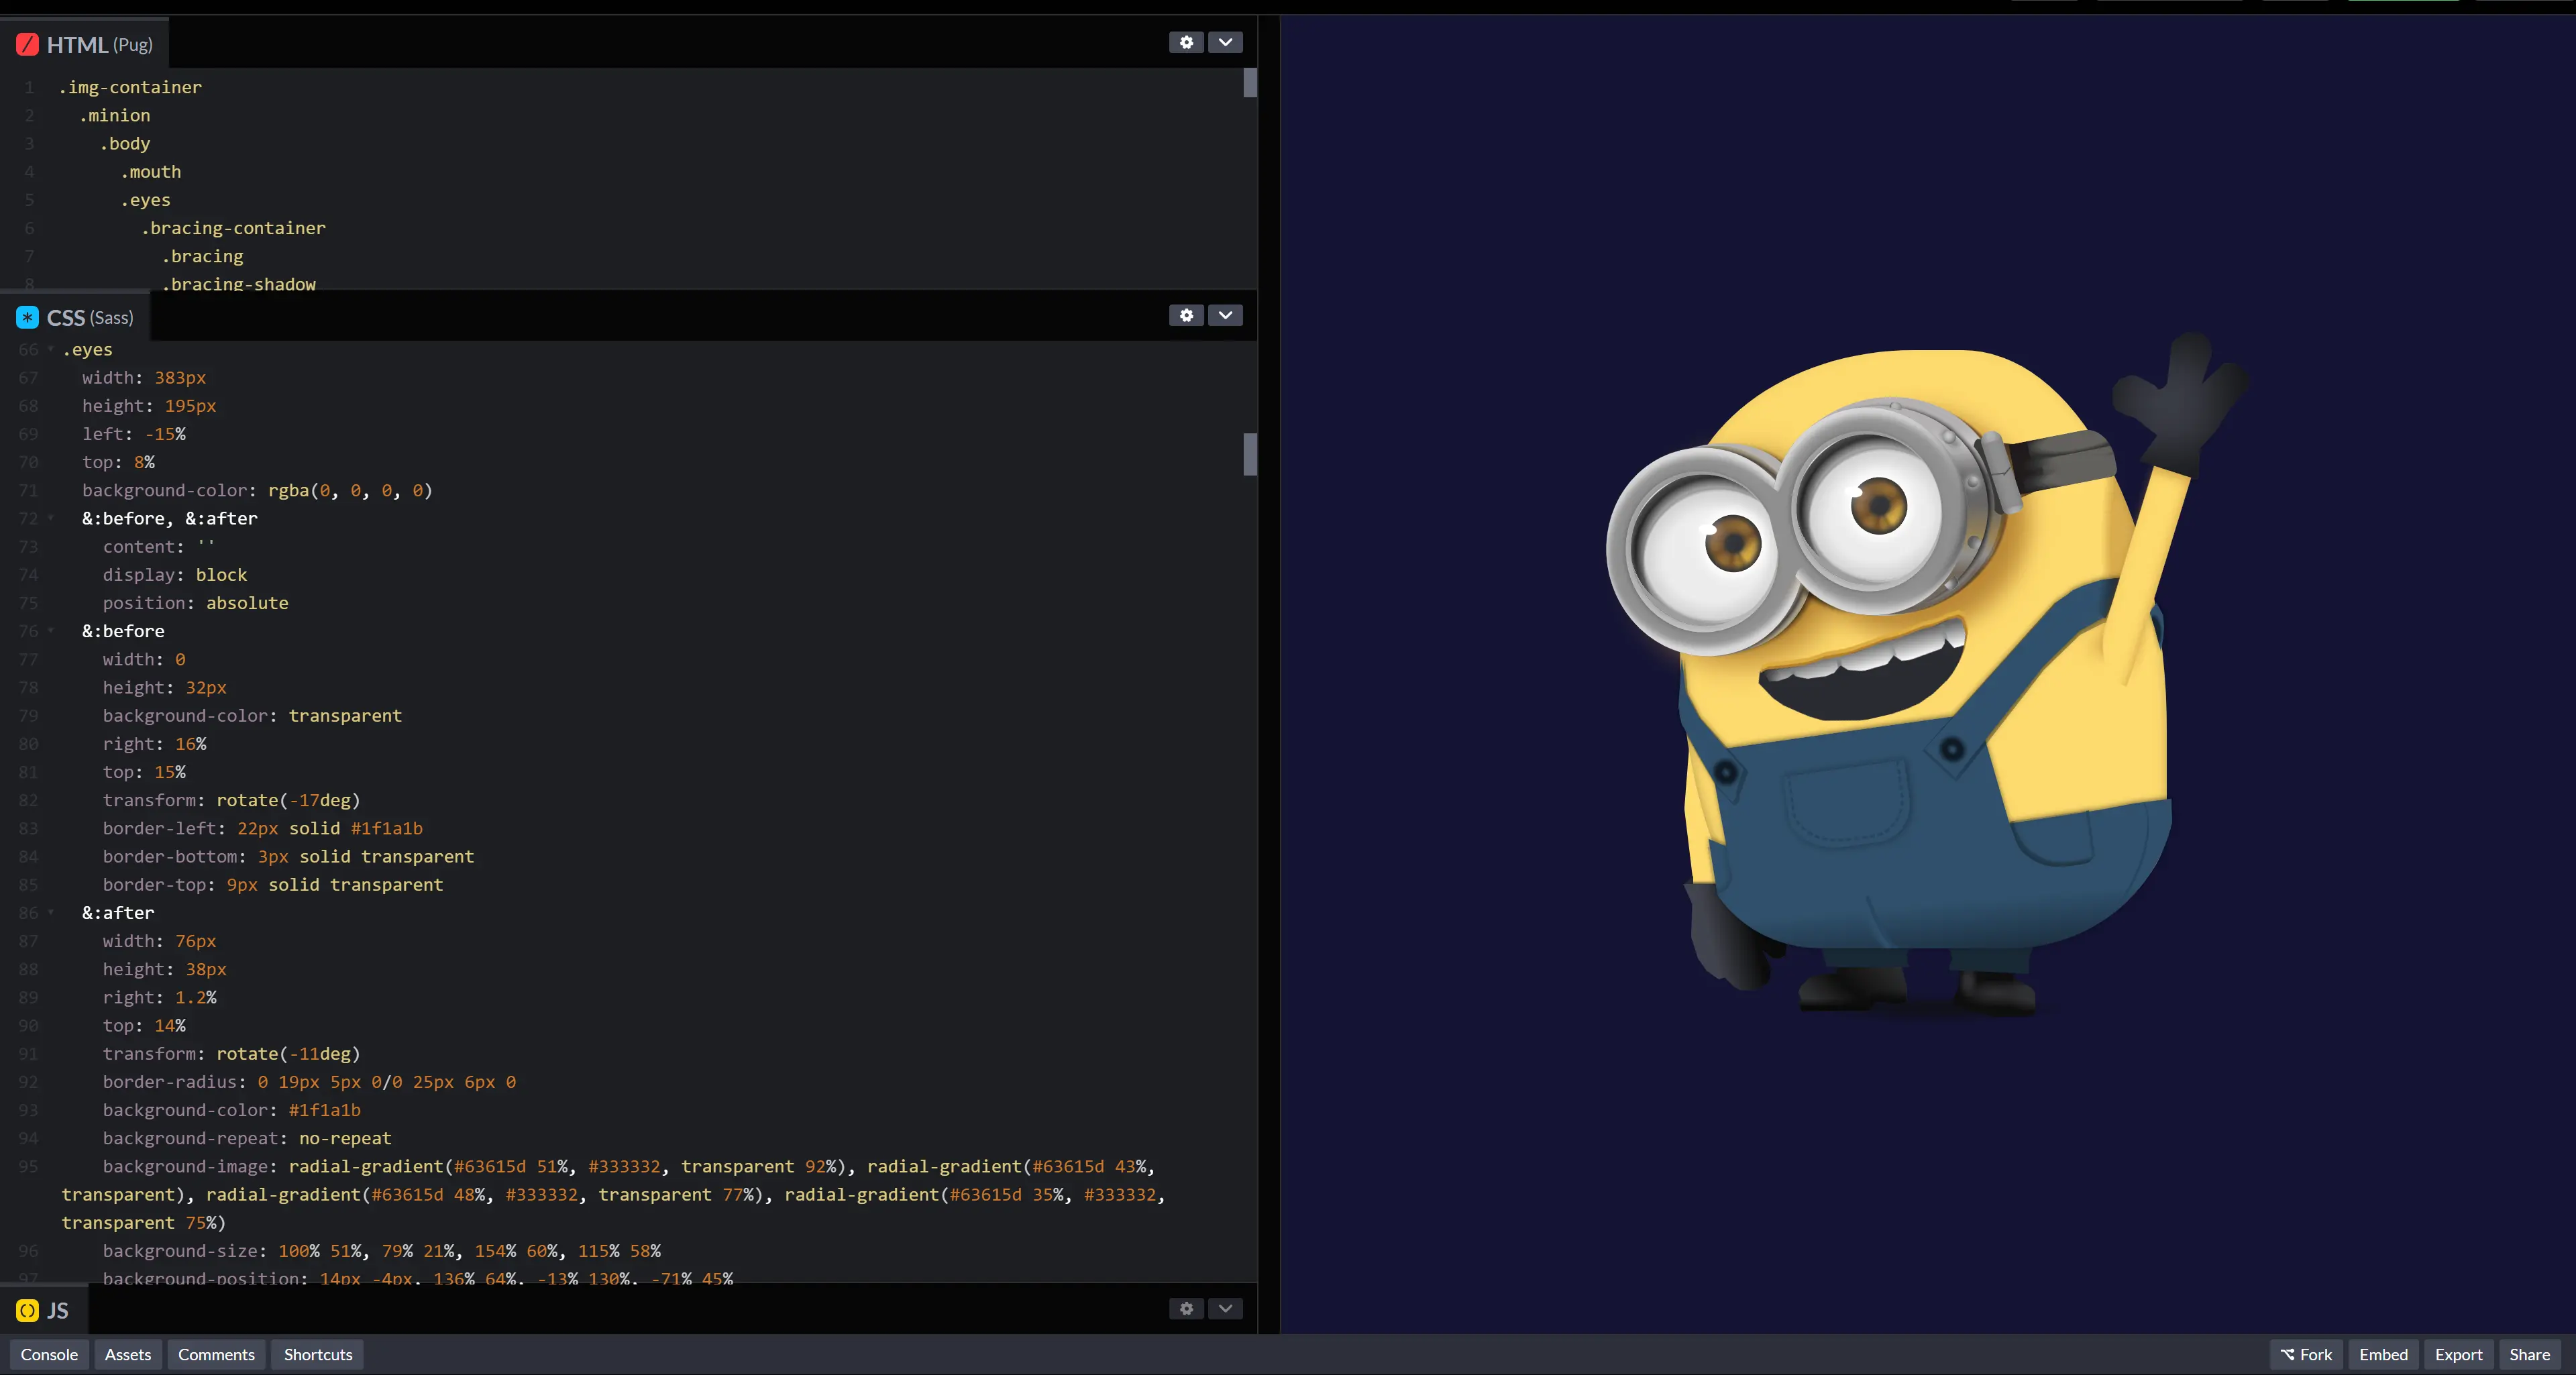 HTML (Pug)
1 .img-container
2 .minion
3 .body
4 .mouth
5 .eyes
6 .bracing-container
7 .bracing
8 .bracing-shadow
CSS (Sass)
66 .eyes
67 width: 383px
68 height: 195px
69 left: -15%
70 top: 8%
71 background-color: rgba(0, 0, 0, 0)
72 &:before, &:after
73 content: ''
74 display: block
75 position: absolute
76 &:before
77 width: 0
78 height: 32px
79 background-color: transparent
80 right: 16%
81 top: 15%
82 transform: rotate(-17deg)
83 border-left: 22px solid #1f1a1b
84 border-bottom: 3px solid transparent
85 border-top: 9px solid transparent
86 &:after
87 width: 76px
88 height: 38px
89 right: 1.2%
90 top: 14%
91 transform: rotate(-11deg)
92 border-radius: 0 19px 5px 0/0 25px 6px 0
93 background-color: #1f1a1b
94 background-repeat: no-repeat
95 background-image: radial-gradient(#63615d 51%, #333332, transparent 92%), radial-gradient(#63615d 43%,
transparent), radial-gradient(#63615d 48%, #333332, transparent 77%), radial-gradient(#63615d 35%, #333332,
transparent 75%)
96 background-size: 100% 51%, 79% 21%, 154% 60%, 115% 58%
97 background-position: 14px -4px, 136% 64%, -13% 130%, -71% 45%
JS
Console Assets Comments Shortcuts Fork Embed Export Share